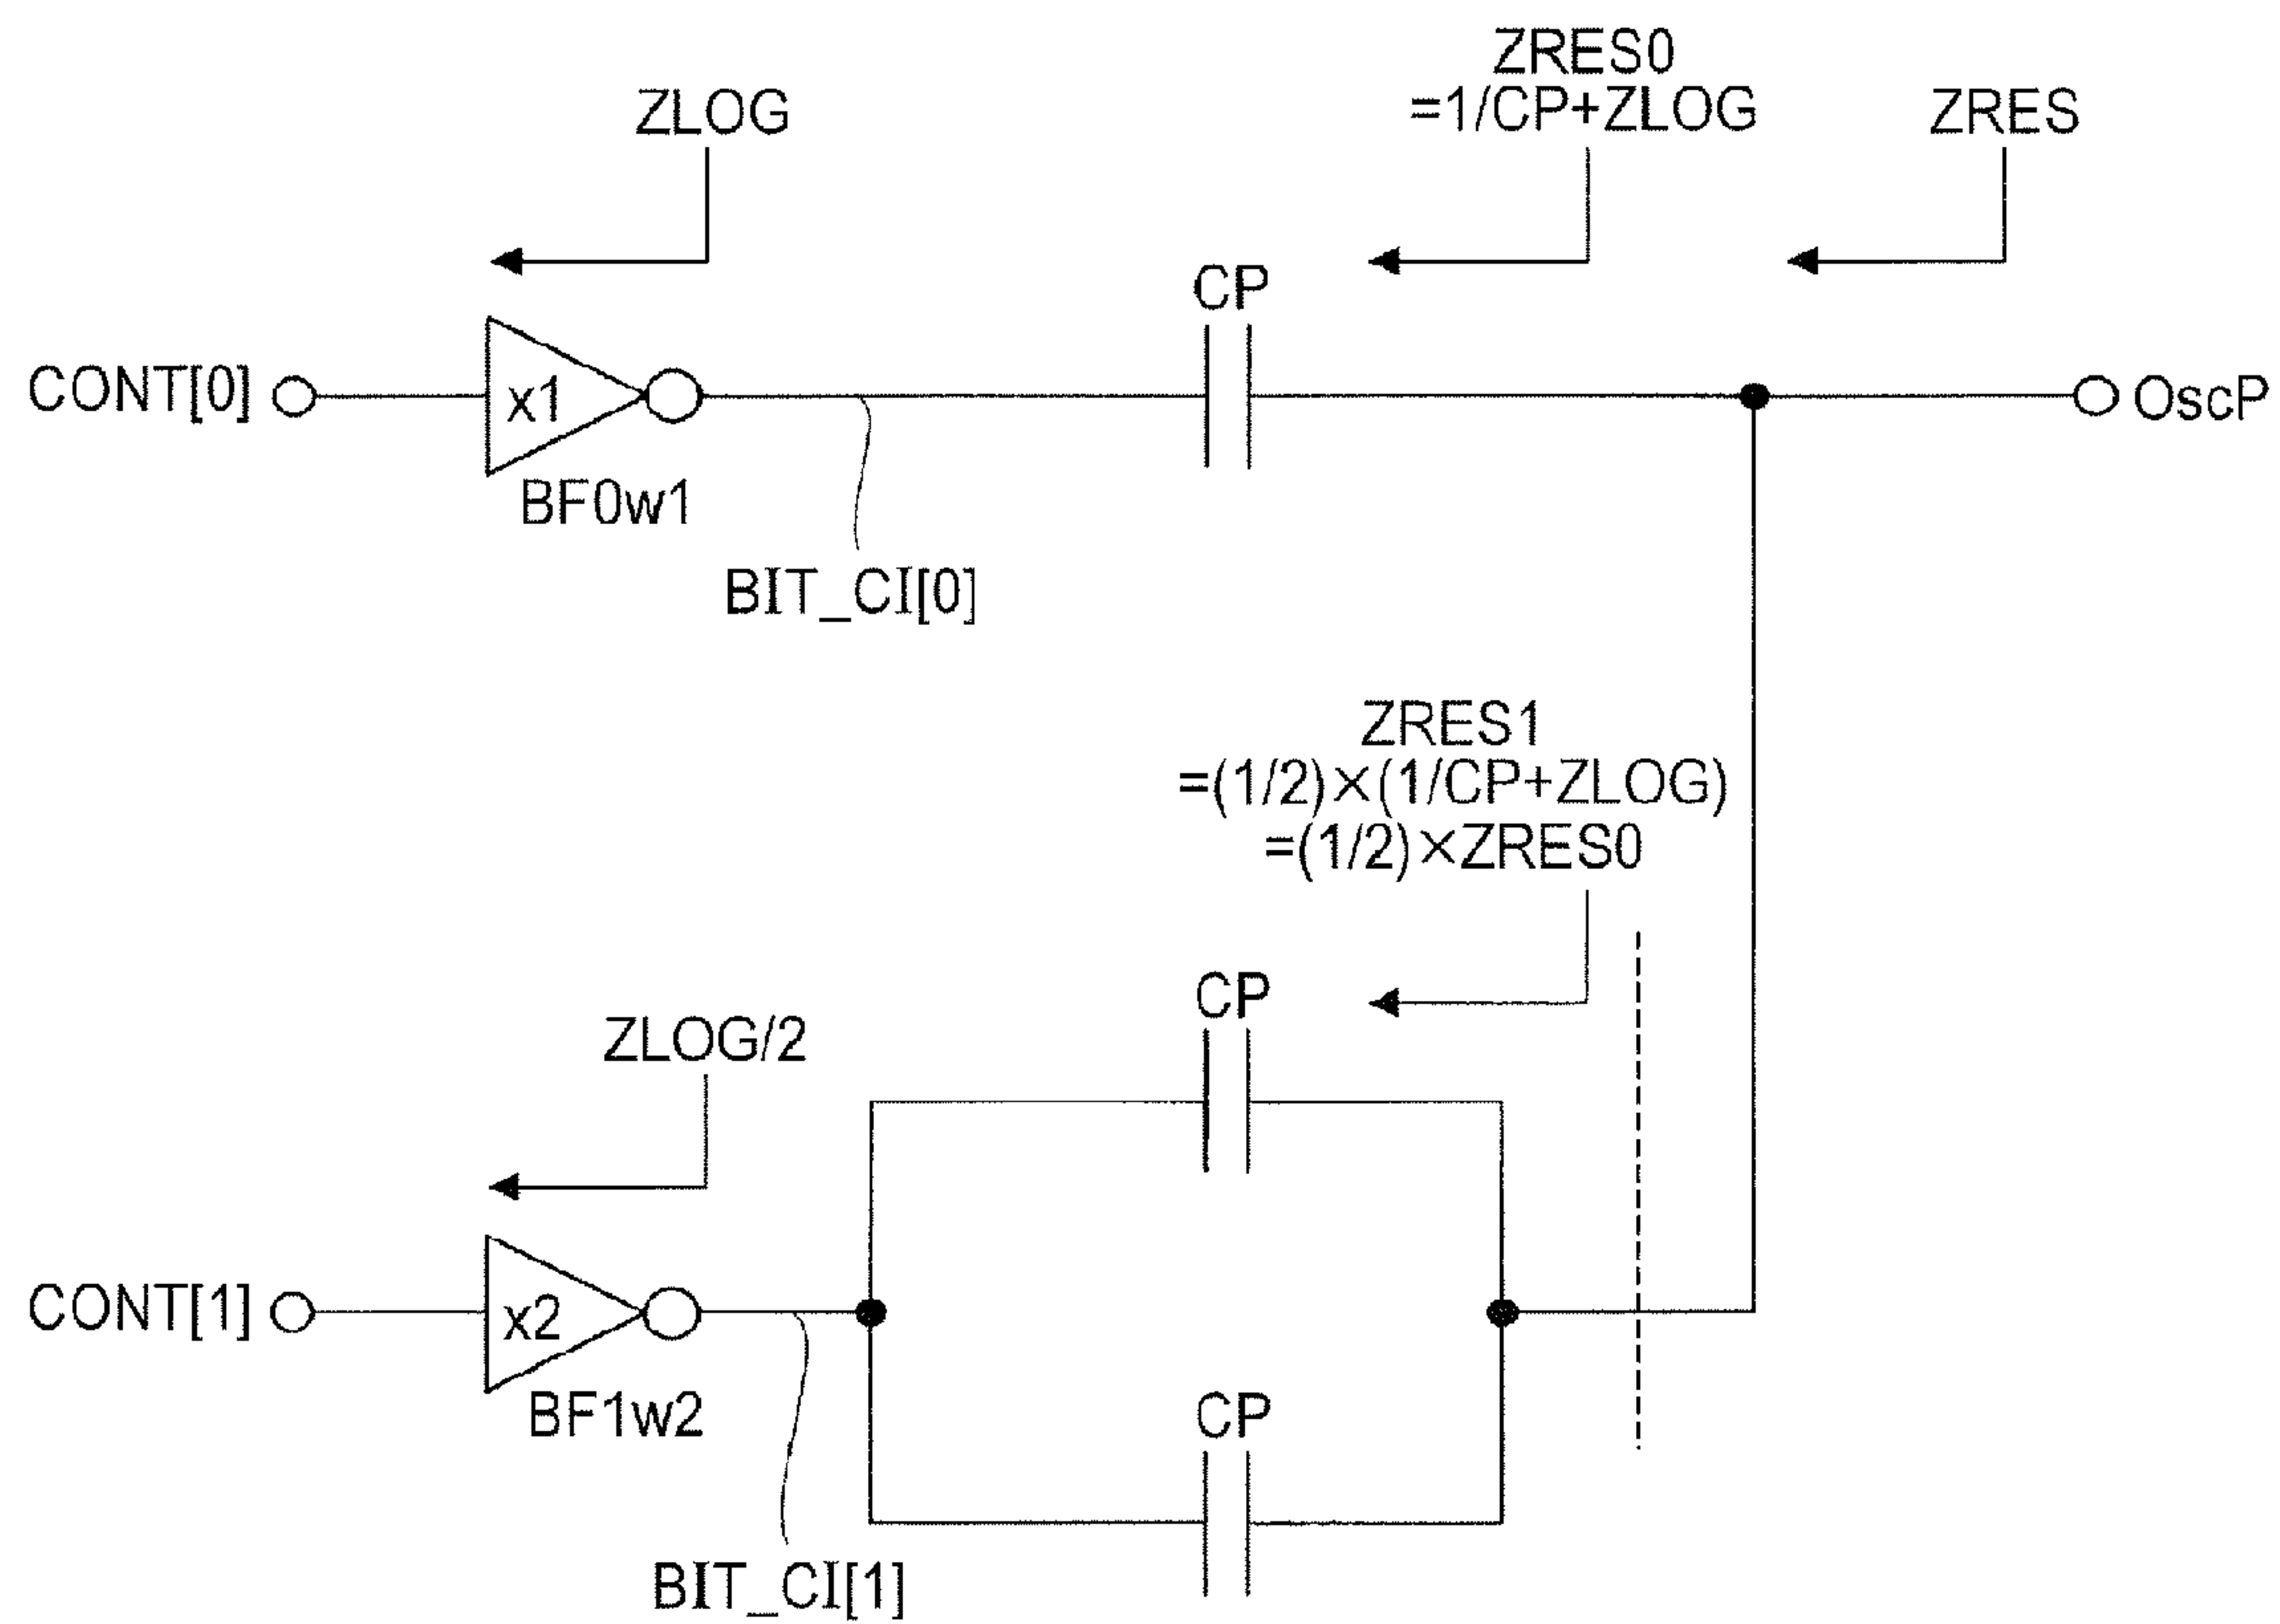 ZRES0
=1/CP+ZLOG
ZLOG
ZRES
CP
CONT[0]
x1
OscP
BF0w1
BIT_CI[0]
ZRES1
=(1/2)×(1/CP+ZLOG)
=(1/2)×ZRES0
CP
ZLOG/2
CONT[1]
x2
BF1w2
CP
BIT_CI[1]